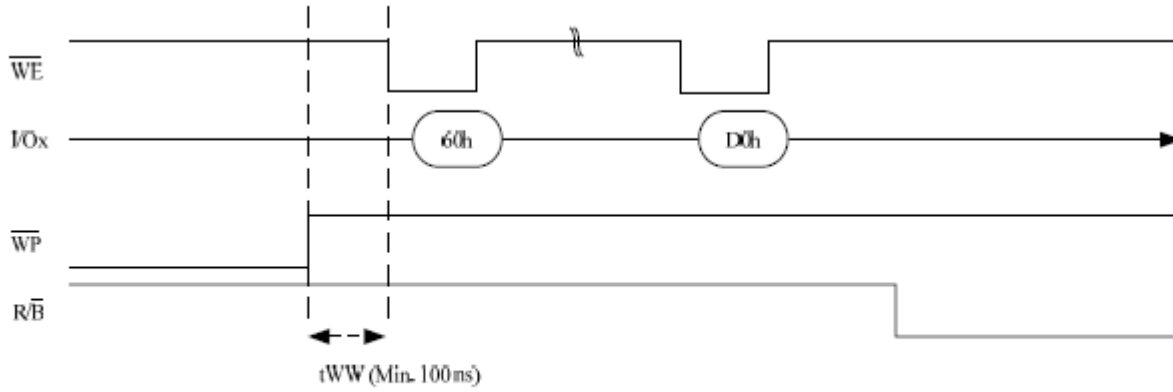 WE
I/Ox
60h
D0h
WP
R/B
tWW (Min. 100ns)